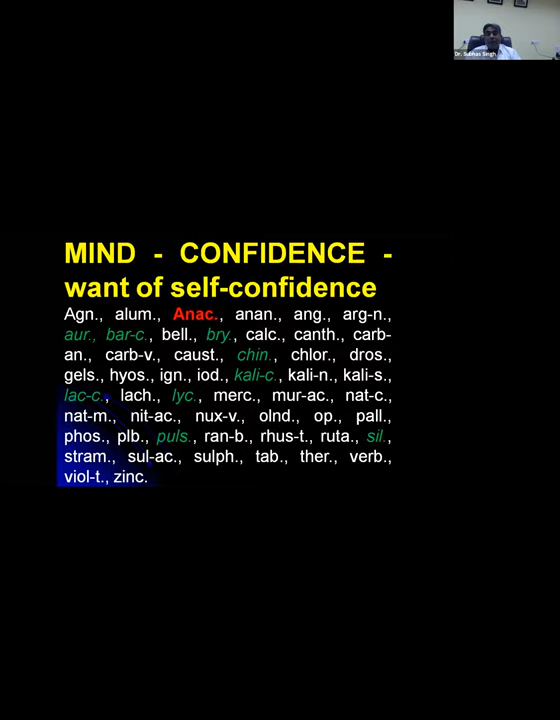 Dr. Subhas Singh
MIND - CONFIDENCE -
want of self-confidence
Agn., alum., Anac., anan., ang., arg-n.,
aur., bar-c., bell., bry., calc., canth., carb-
an., carb-v., caust., chin., chlor., dros.,
gels., hyos., ign., iod., kali-c., kali-n., kali-s.,
lac-c., lach., lyc., merc., mur-ac., nat-c.,
nat-m., nit-ac., nux-v., olnd., op., pall.,
phos., plb., puls., ran-b., rhus-t., ruta., sil.,
stram., sul-ac., sulph., tab., ther., verb.,
viol-t., zinc.